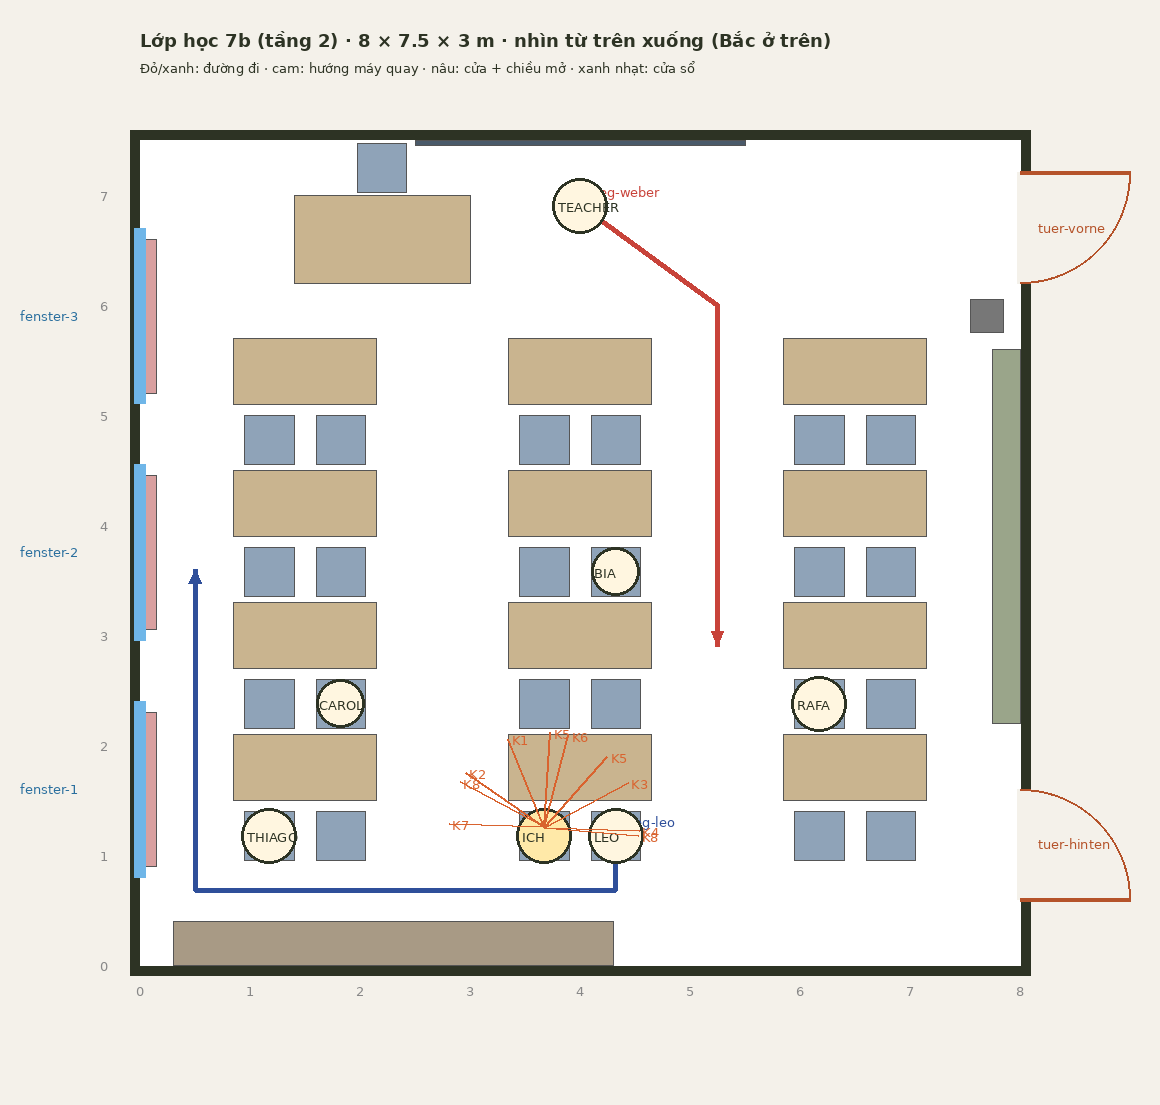 Lớp học 7b (tầng 2) · 8 × 7.5 × 3 m · nhìn từ trên xuống (Bắc ở trên)
Đỏ/xanh: đường đi · cam: hướng máy quay · nâu: cửa + chiều mở · xanh nhạt: cửa sổ
eg-weber
TEACHER
7
tuer-vorne
6
fenster-3
5
4
fenster-2
BIA
3
CAROL
RAFA
2
K1
K5
K6
K5
K2
K8
K3
fenster-1
K7
g-leo
K4
K8
THIAGO
ICH
LEO
1
tuer-hinten
0
0 1 2 3 4 5 6 7 8